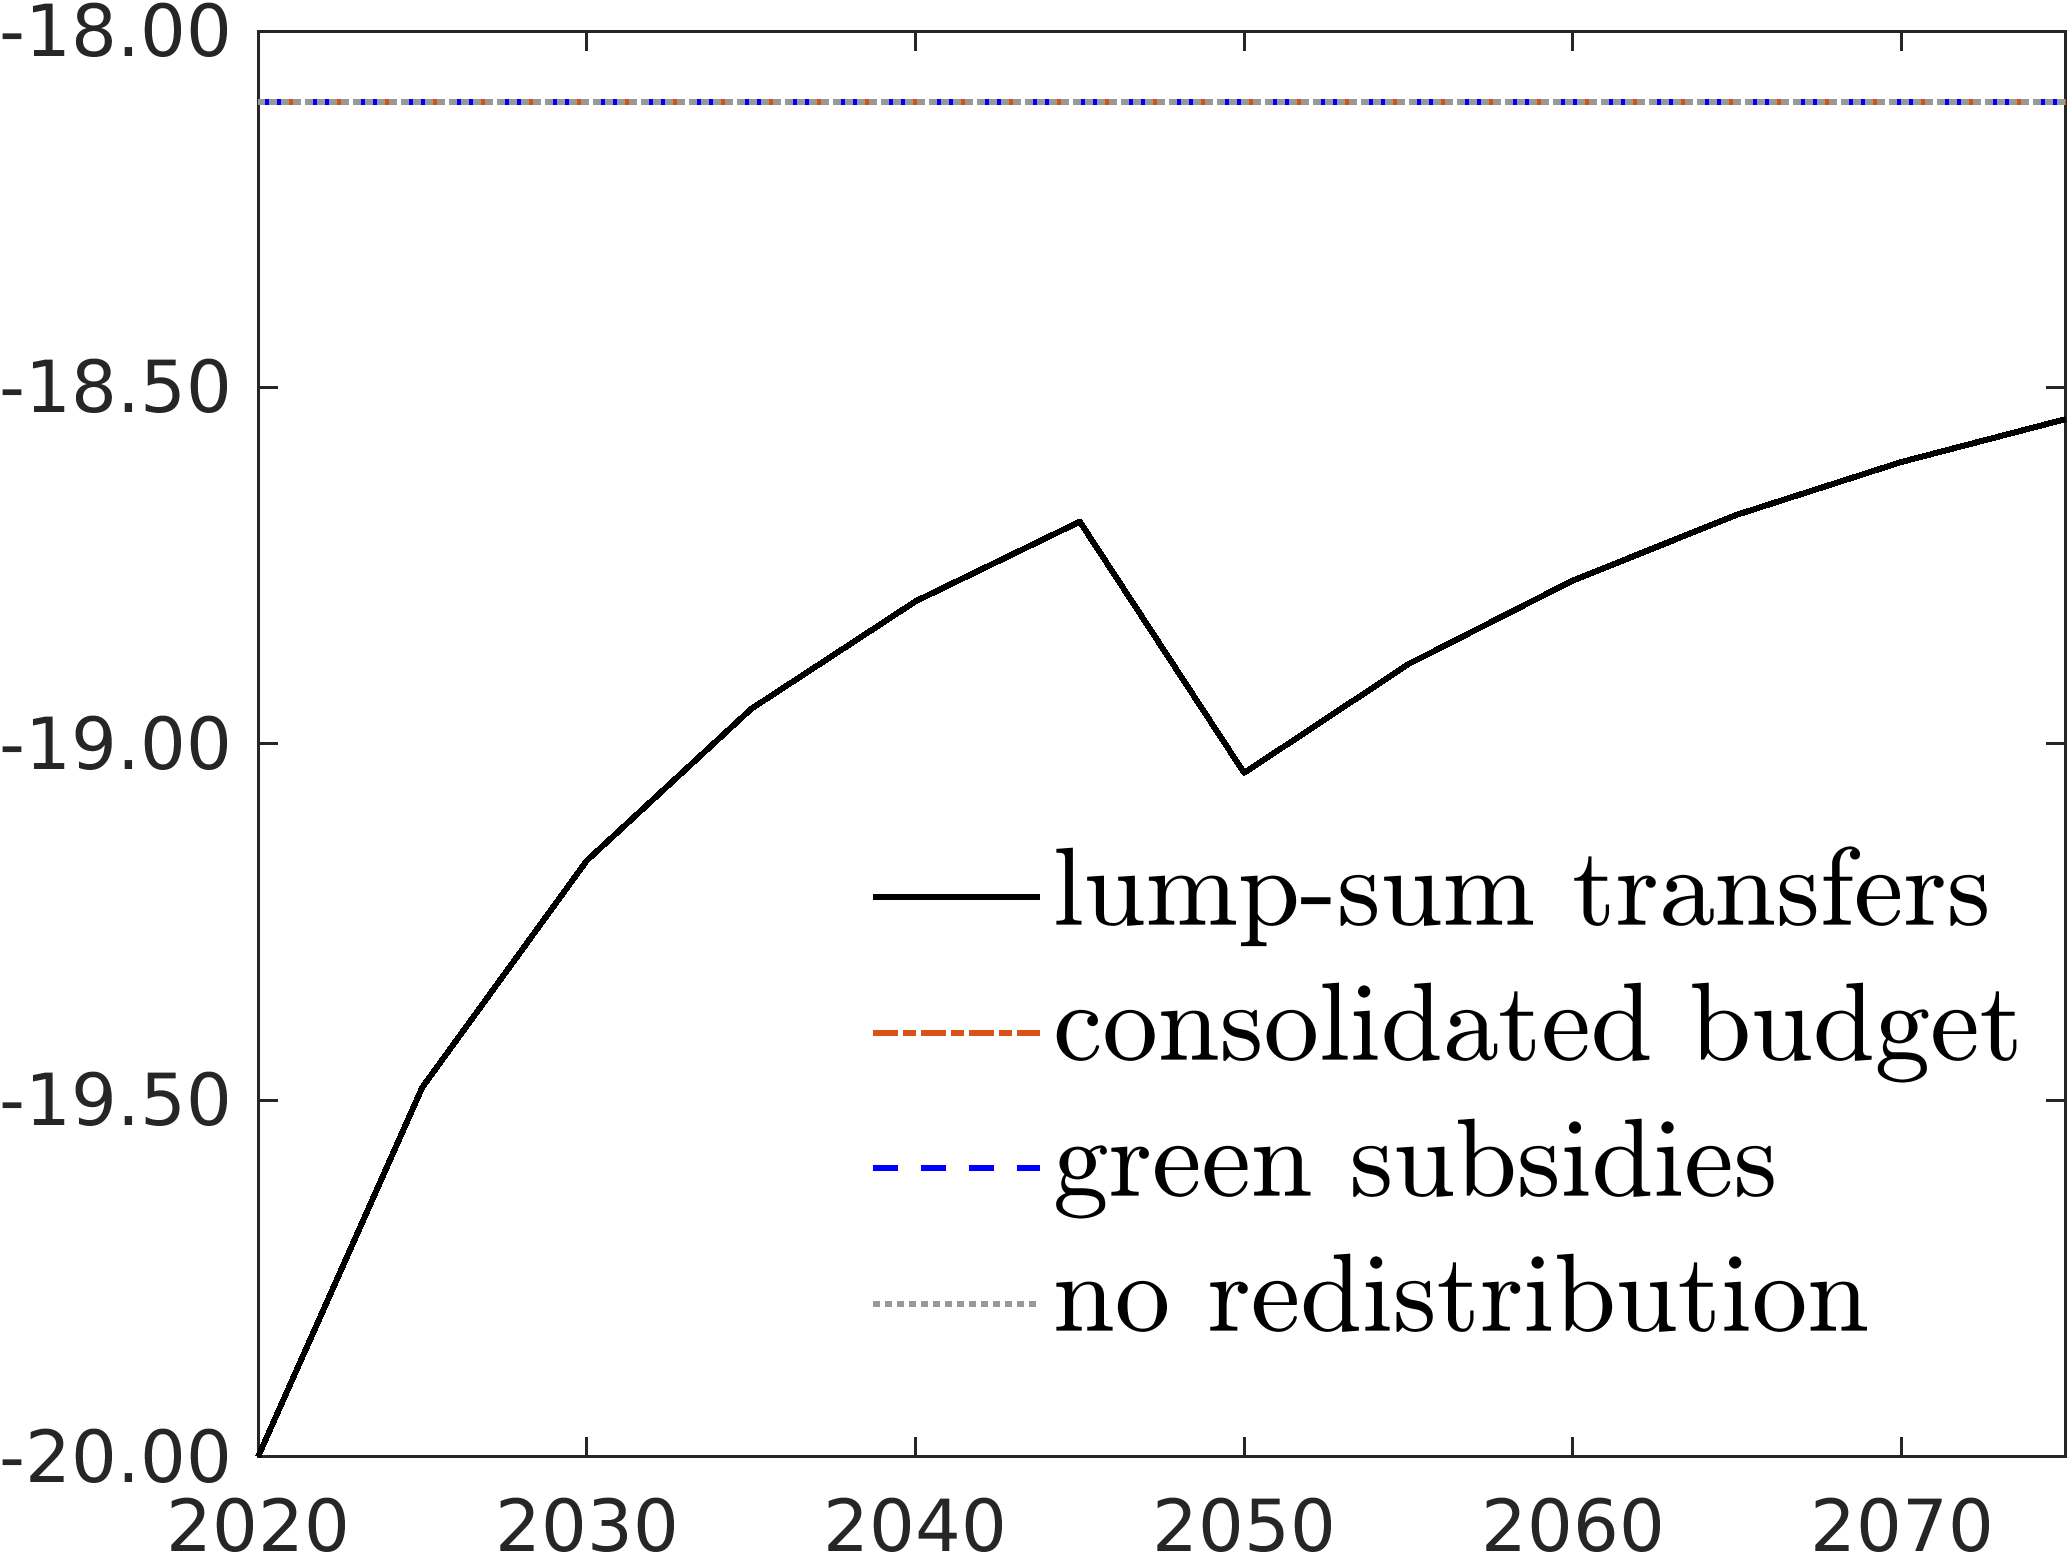 -18.00
-18.50
-19.00
-19.50
-20.00
lump-sum transfers
consolidated budget
green subsidies
no redistribution
2020 2030 2040 2050 2060 2070